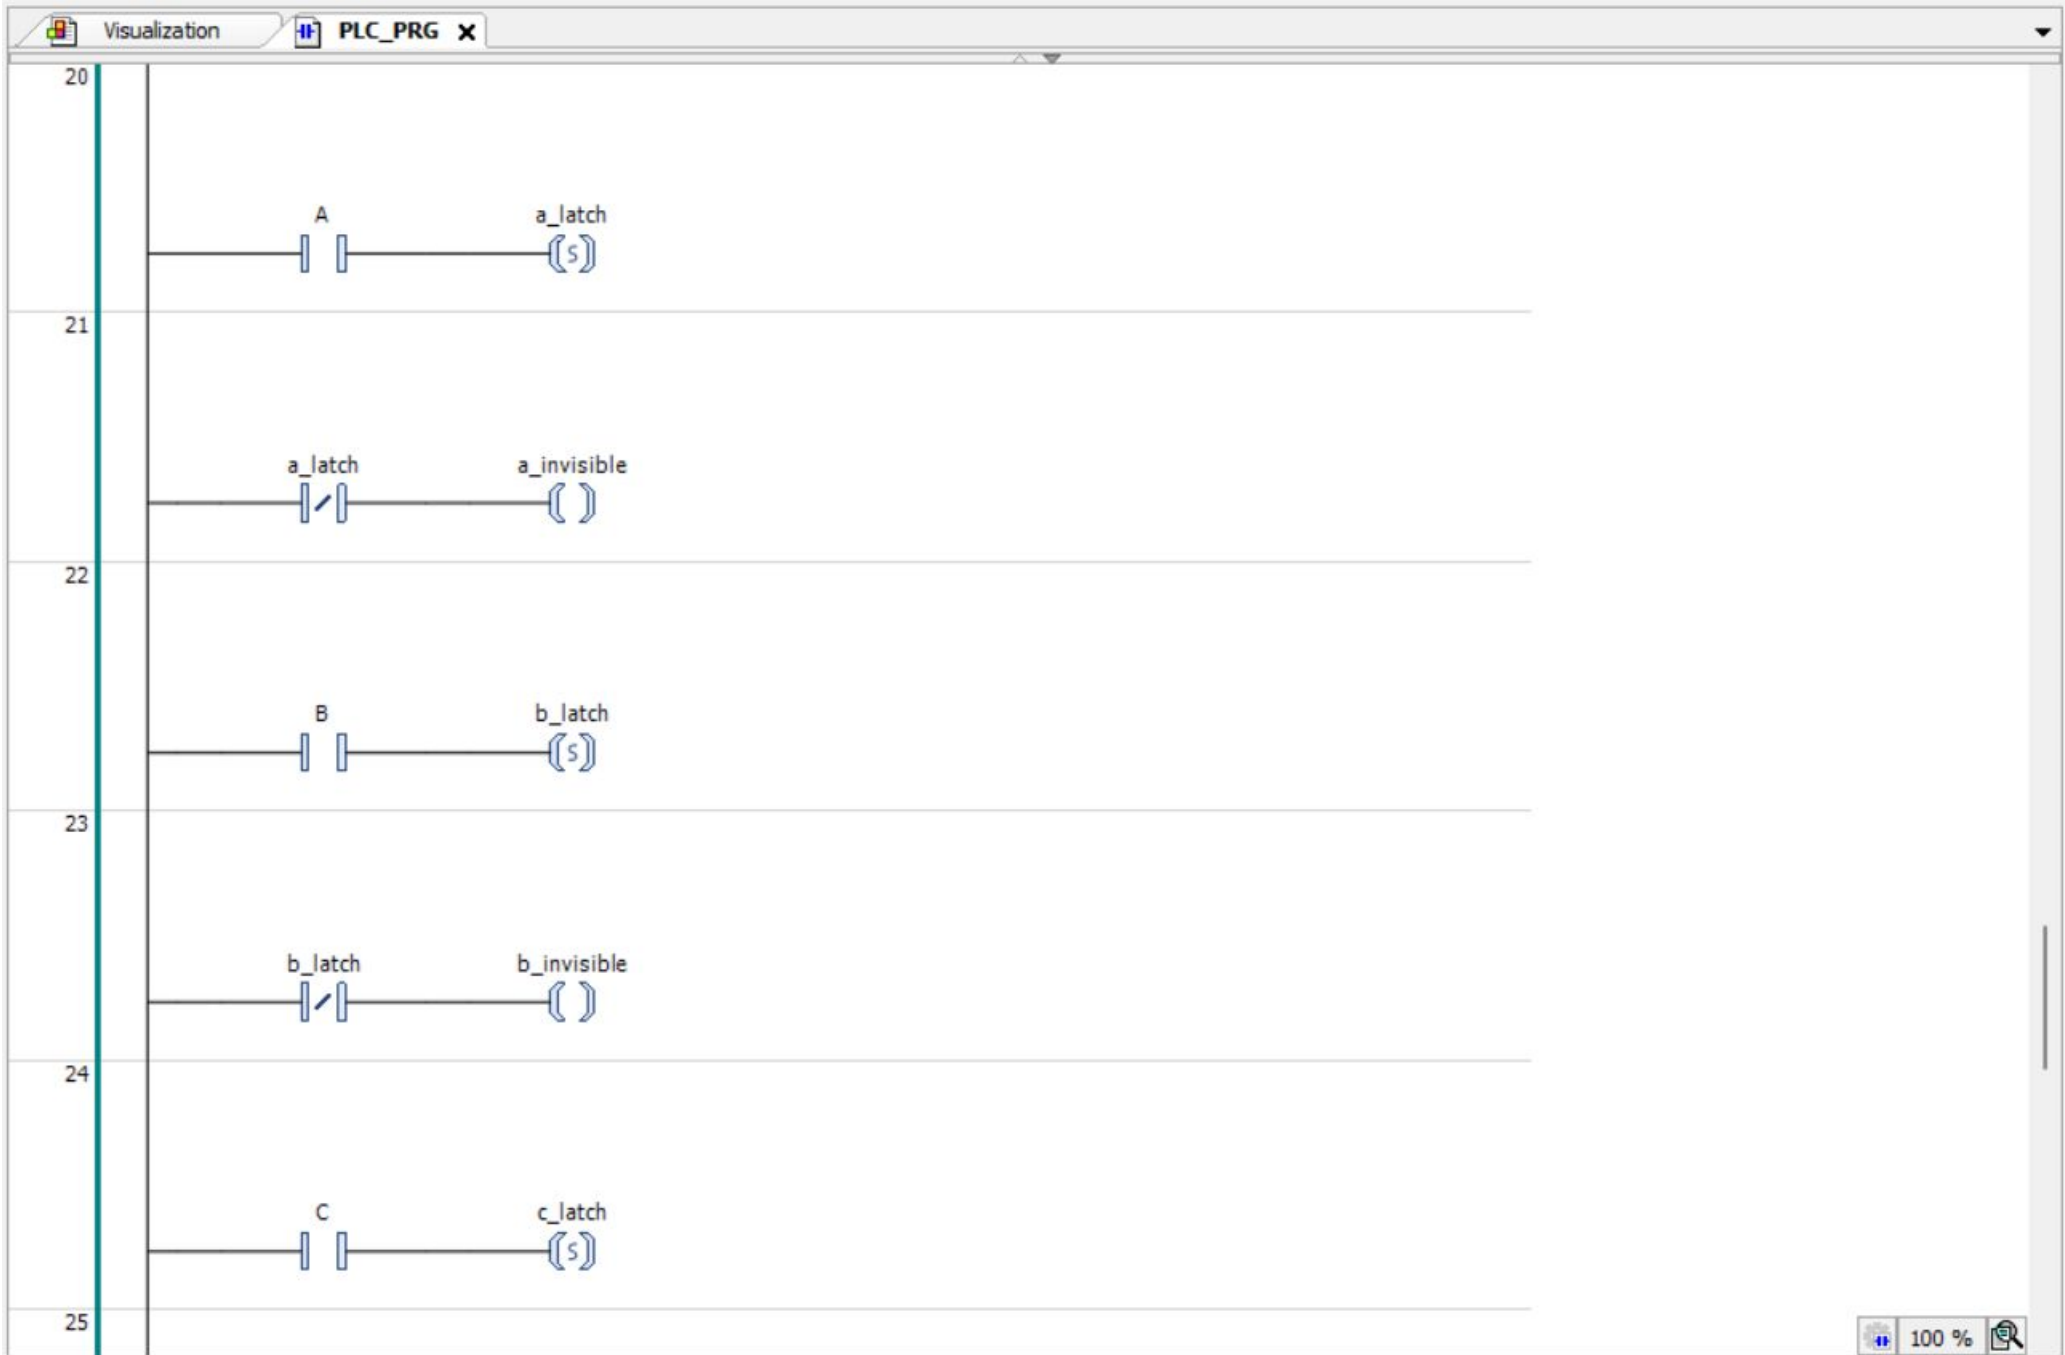 Visualization PLC_PRG
20
A a_latch
S
21
a_latch a_invisible
22
B b_latch
S
23
b_latch b_invisible
24
C c_latch
S
25
100 %